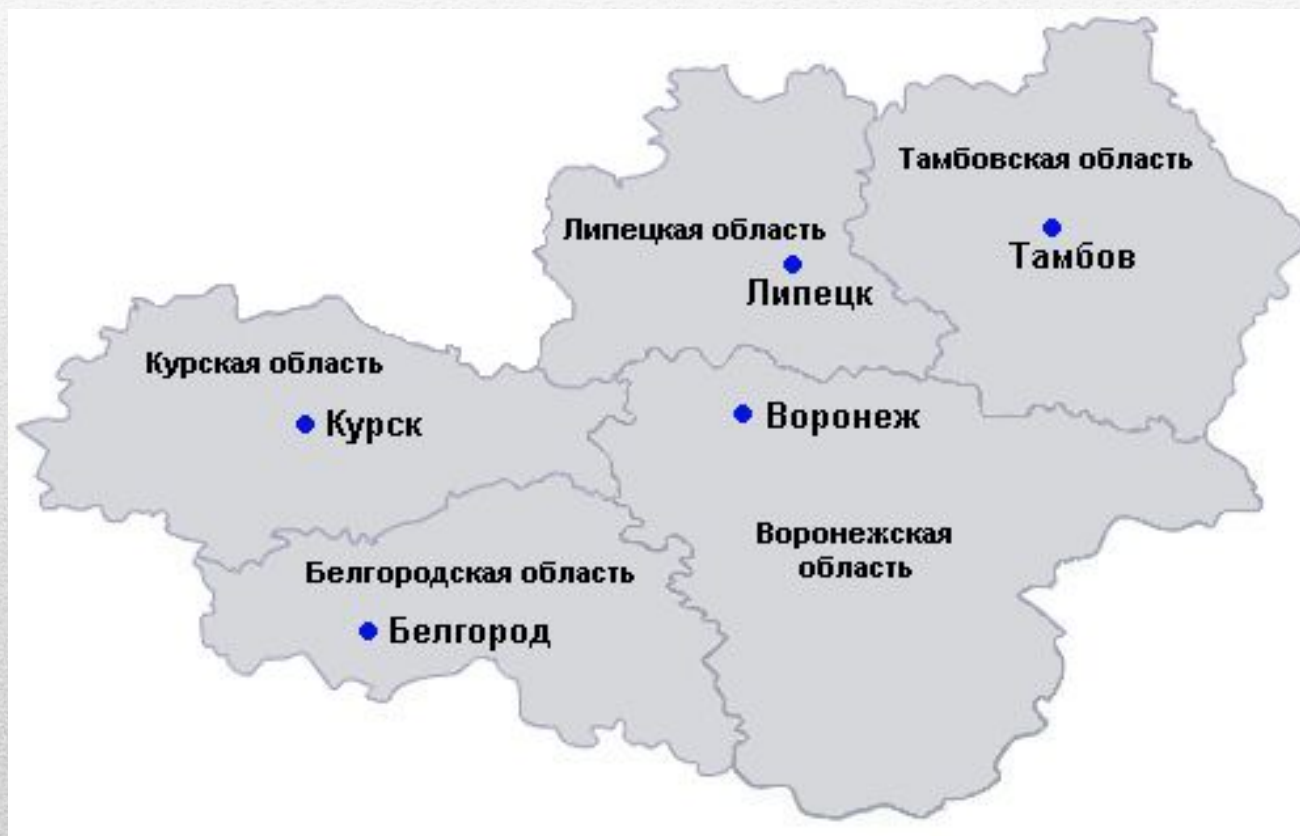 Тамбовская область
Тамбов
Липецкая область
Липецк
Курская область
Курск
Воронеж
Воронежская
область
Белгородская область
Белгород